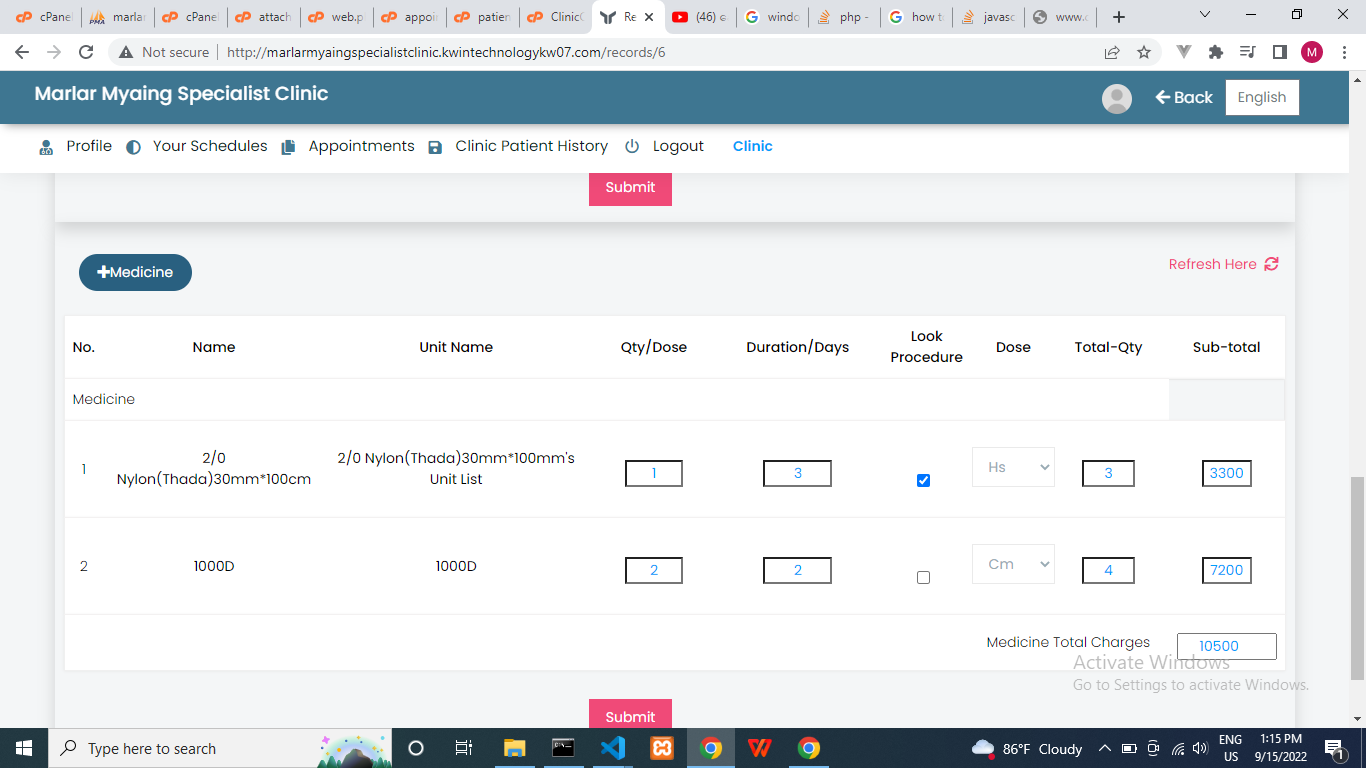 cPanel
marlar
cPanel
attach
web.p
appoin
patien
Clinic
Re
(46)
windo
php -
how to
javasc
www.c
Not secure
http://marlarmyaingspecialistclinic.kwintechnologykw07.com/records/6
M
Marlar Myaing Specialist Clinic
Back
English
Profile
Your Schedules
Appointments
Clinic Patient History
Logout
Clinic
Submit
+Medicine
Refresh Here
No. Name Unit Name Qty/Dose Duration/Days Look Procedure Dose Total-Qty Sub-total
Medicine
1 2/0 Nylon(Thada)30mm*100cm 2/0 Nylon(Thada)30mm*100mm's Unit List 1 3 Hs 3 3300
2 1000D 1000D 2 2 Cm 4 7200
Medicine Total Charges 10500
Activate Windows
Go to Settings to activate Windows.
Submit
Type here to search
86°F Cloudy
ENG
US
1:15 PM
9/15/2022
1